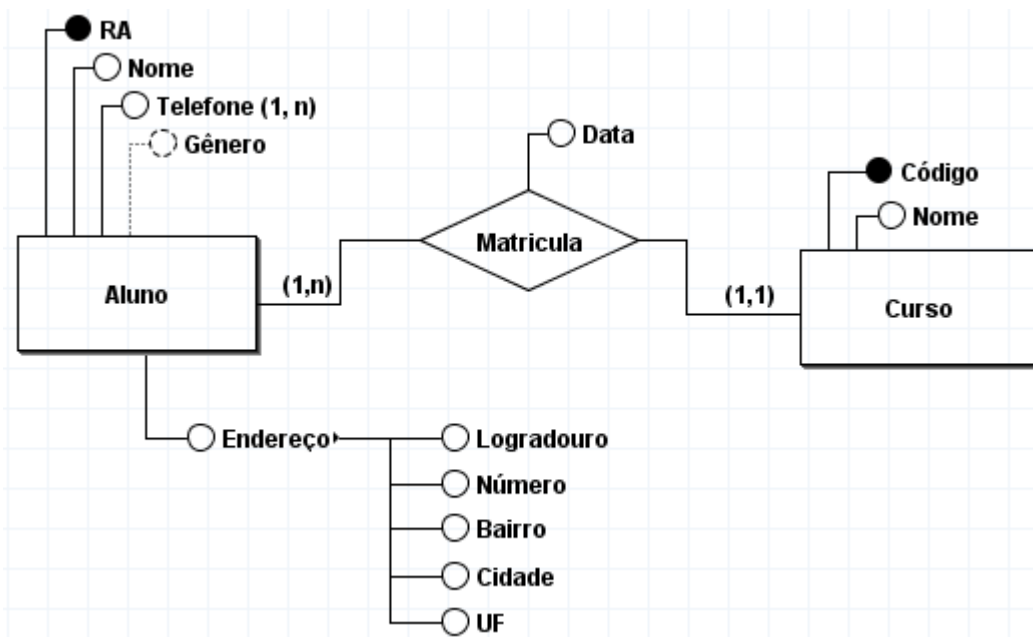 RA
Nome
Telefone (1, n)
Gênero
Data
Código
Nome
Matricula
Aluno
(1,n)
(1,1)
Curso
Endereço
Logradouro
Número
Bairro
Cidade
UF